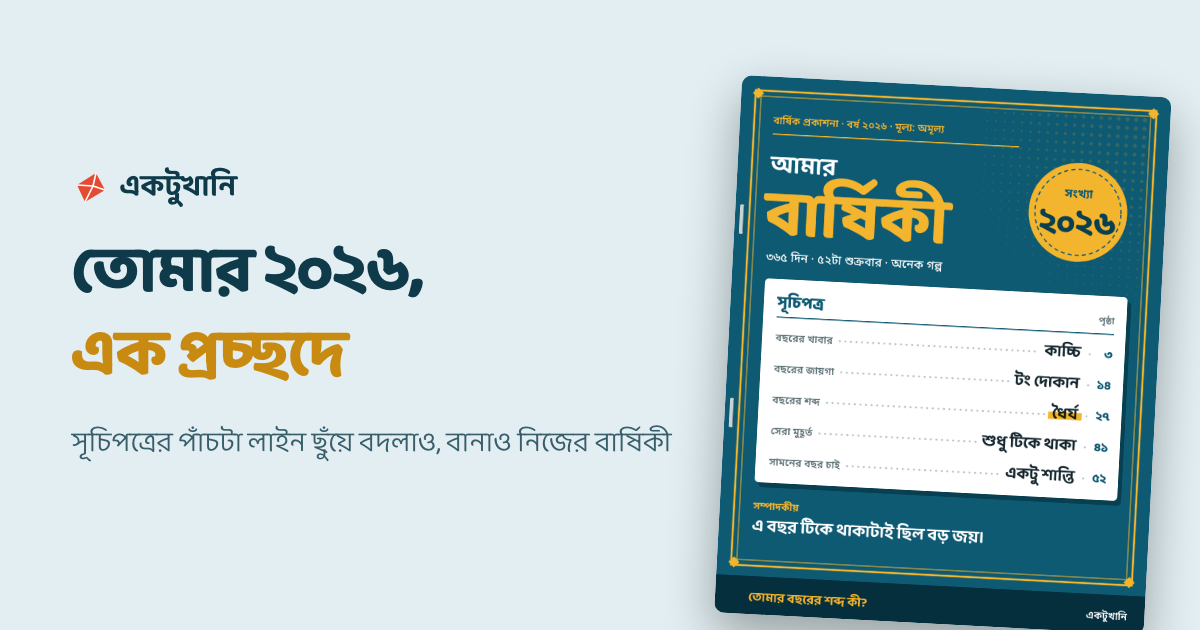 একটুখানি
তোমার ২০২৬,
এক প্রচ্ছদে
সূচিপত্রের পাঁচটা লাইন ছুঁয়ে বদলাও, বানাও নিজের বার্ষিকী
বার্ষিক প্রকাশনা · বর্ষ ২০২৬ · মূল্য: অমূল্য
আমার
বার্ষিকী
সংখ্যা
২০২৬
৩৬৫ দিন · ৫২টা শুক্রবার · অনেক গল্প
সূচিপত্র পৃষ্ঠা
বছরের খাবার কাচ্চি ৩
বছরের জায়গা টং দোকান ১৪
বছরের শব্দ ধৈর্য ২৭
সেরা মুহূর্ত শুধু টিকে থাকা ৪১
সামনের বছর চাই একটু শান্তি ৫২
সম্পাদকীয়
এ বছর টিকে থাকাটাই ছিল বড় জয়।
তোমার বছরের শব্দ কী? একটুখানি